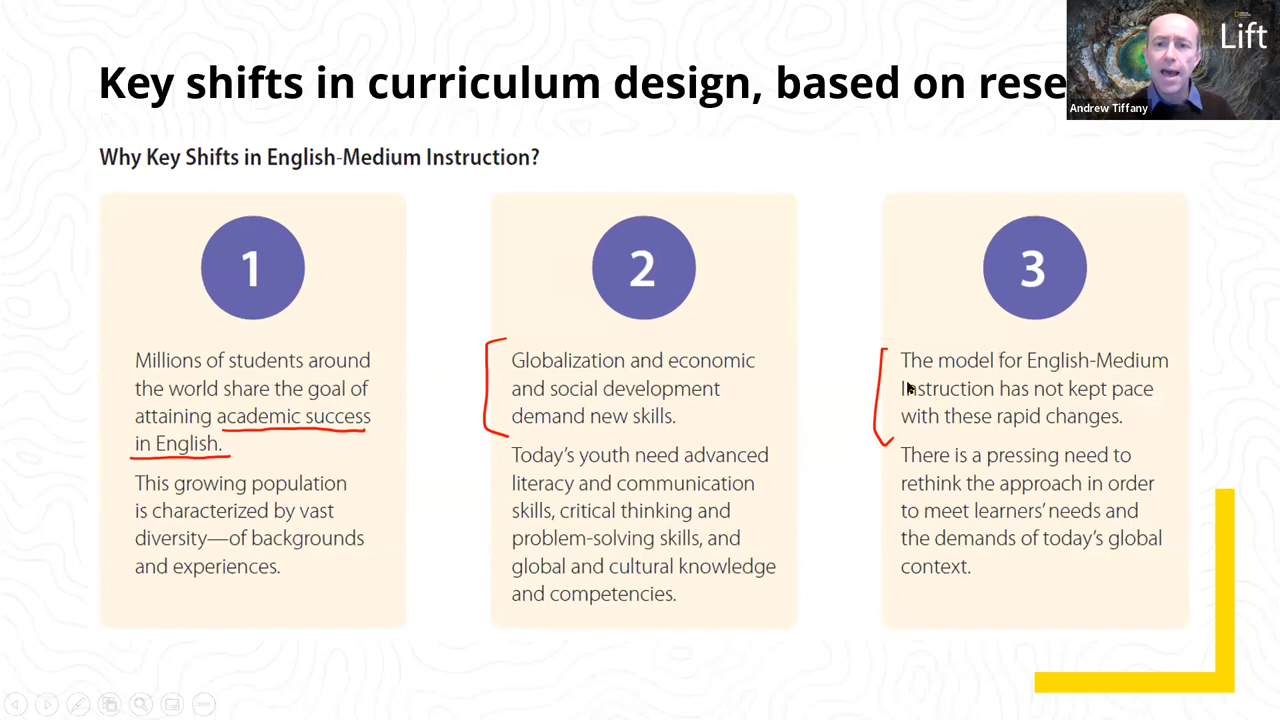 Key shifts in curriculum design, based on rese
Lift
Andrew Tiffany
Why Key Shifts in English-Medium Instruction?
1
Millions of students around
the world share the goal of
attaining academic success
in English.
This growing population
is characterized by vast
diversity—of backgrounds
and experiences.
2
Globalization and economic
and social development
demand new skills.
Today's youth need advanced
literacy and communication
skills, critical thinking and
problem-solving skills, and
global and cultural knowledge
and competencies.
3
The model for English-Medium
Instruction has not kept pace
with these rapid changes.
There is a pressing need to
rethink the approach in order
to meet learners' needs and
the demands of today's global
context.